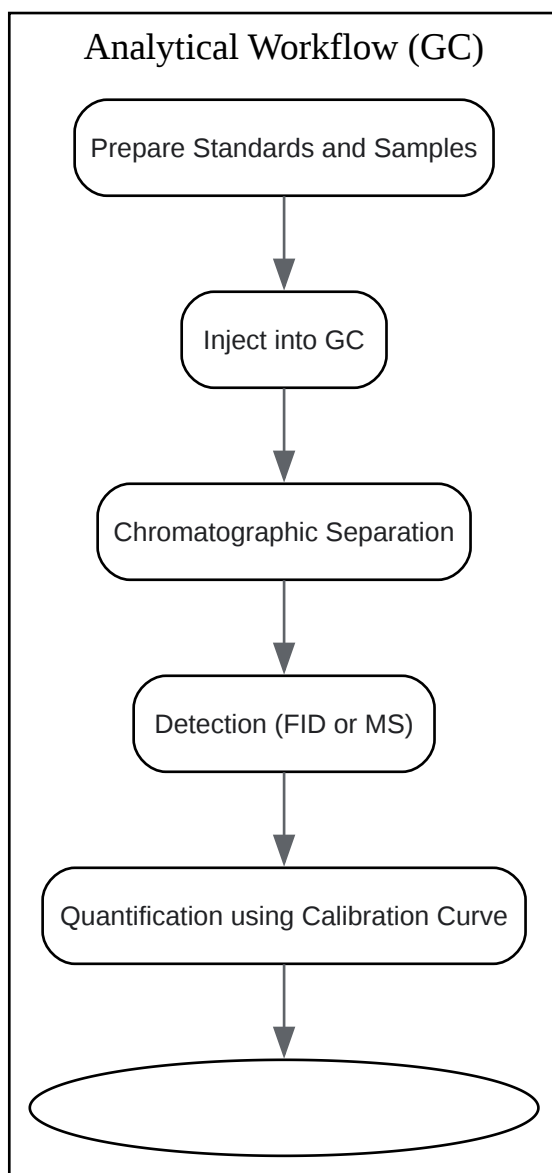 Analytical Workflow (GC)
Prepare Standards and Samples
Inject into GC
Chromatographic Separation
Detection (FID or MS)
Quantification using Calibration Curve